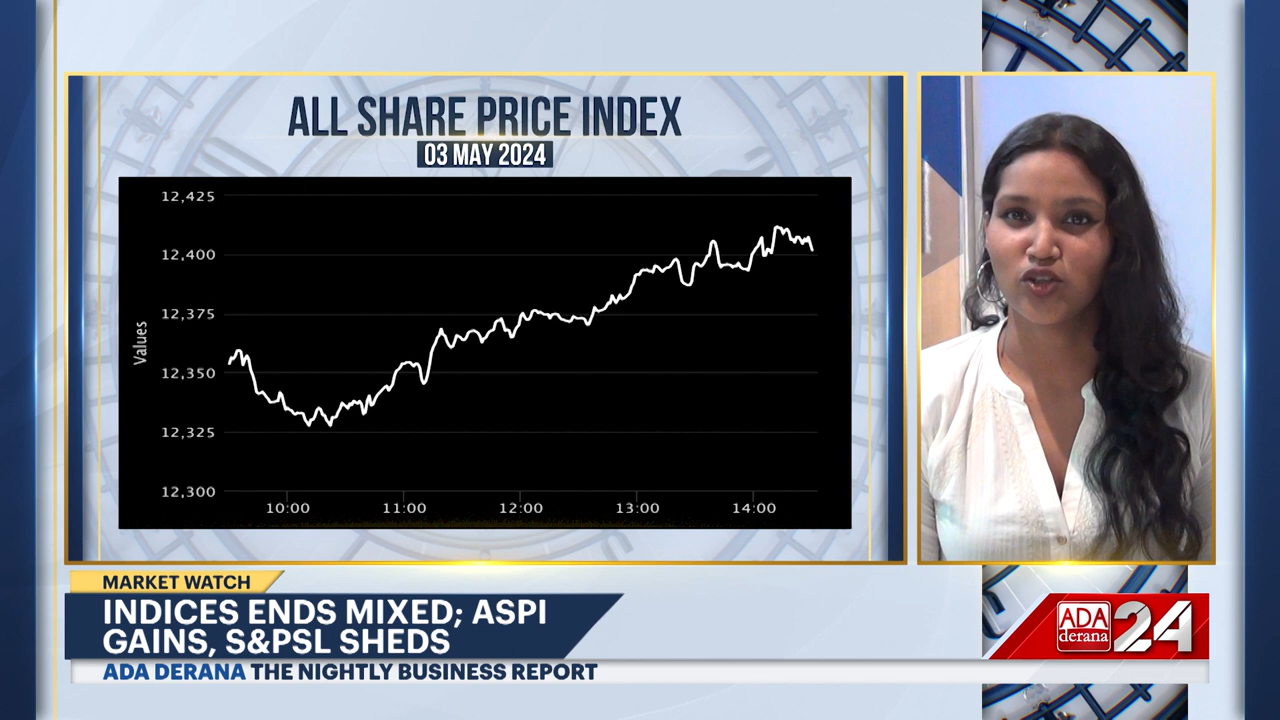 ALL SHARE PRICE INDEX
03 MAY 2024
12,425
12,400
12,375
12,350
12,325
12,300
Values
10:00 11:00 12:00 13:00 14:00
MARKET WATCH
INDICES ENDS MIXED; ASPI
GAINS, S&PSL SHEDS
ADA DERANA THE NIGHTLY BUSINESS REPORT
ADA
derana
24